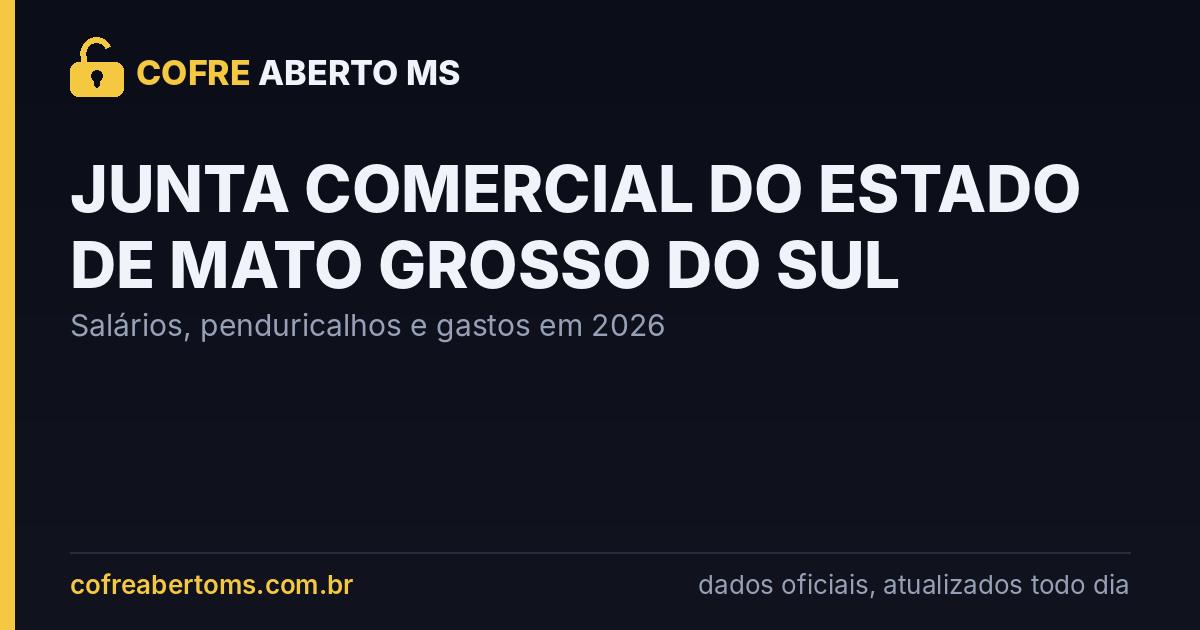 COFRE ABERTO MS
JUNTA COMERCIAL DO ESTADO
DE MATO GROSSO DO SUL
Salários, penduricalhos e gastos em 2026
cofreabertoms.com.br
dados oficiais, atualizados todo dia